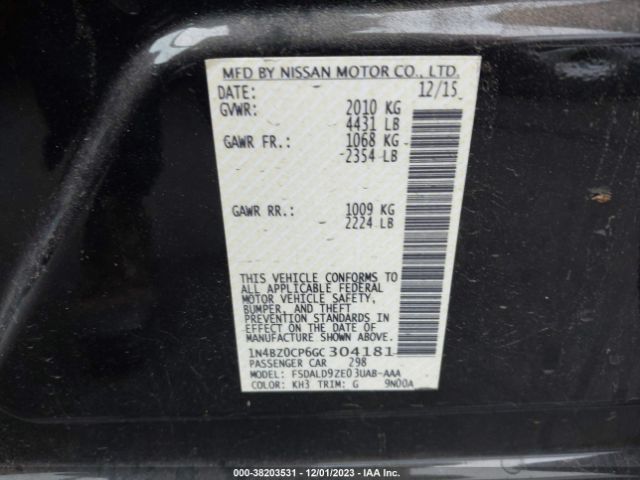 MFD BY NISSAN MOTOR CO., LTD.
DATE: 12/15
GVWR: 2010 KG
4431 LB
GAWR FR.: 1068 KG
2354 LB
GAWR RR.: 1009 KG
2224 LB
THIS VEHICLE CONFORMS TO
ALL APPLICABLE FEDERAL
MOTOR VEHICLE SAFETY,
BUMPER, AND THEFT
PREVENTION STANDARDS IN
EFFECT ON THE DATE OF
MANUFACTURE SHOWN ABOVE.
1N4BZ0CP6GC 304181
PASSENGER CAR 298
MODEL: FSDALD9ZE03UAB-AAA
COLOR: KH3 TRIM: G 9N00A
000-38203531 - 12/01/2023 - IAA Inc.